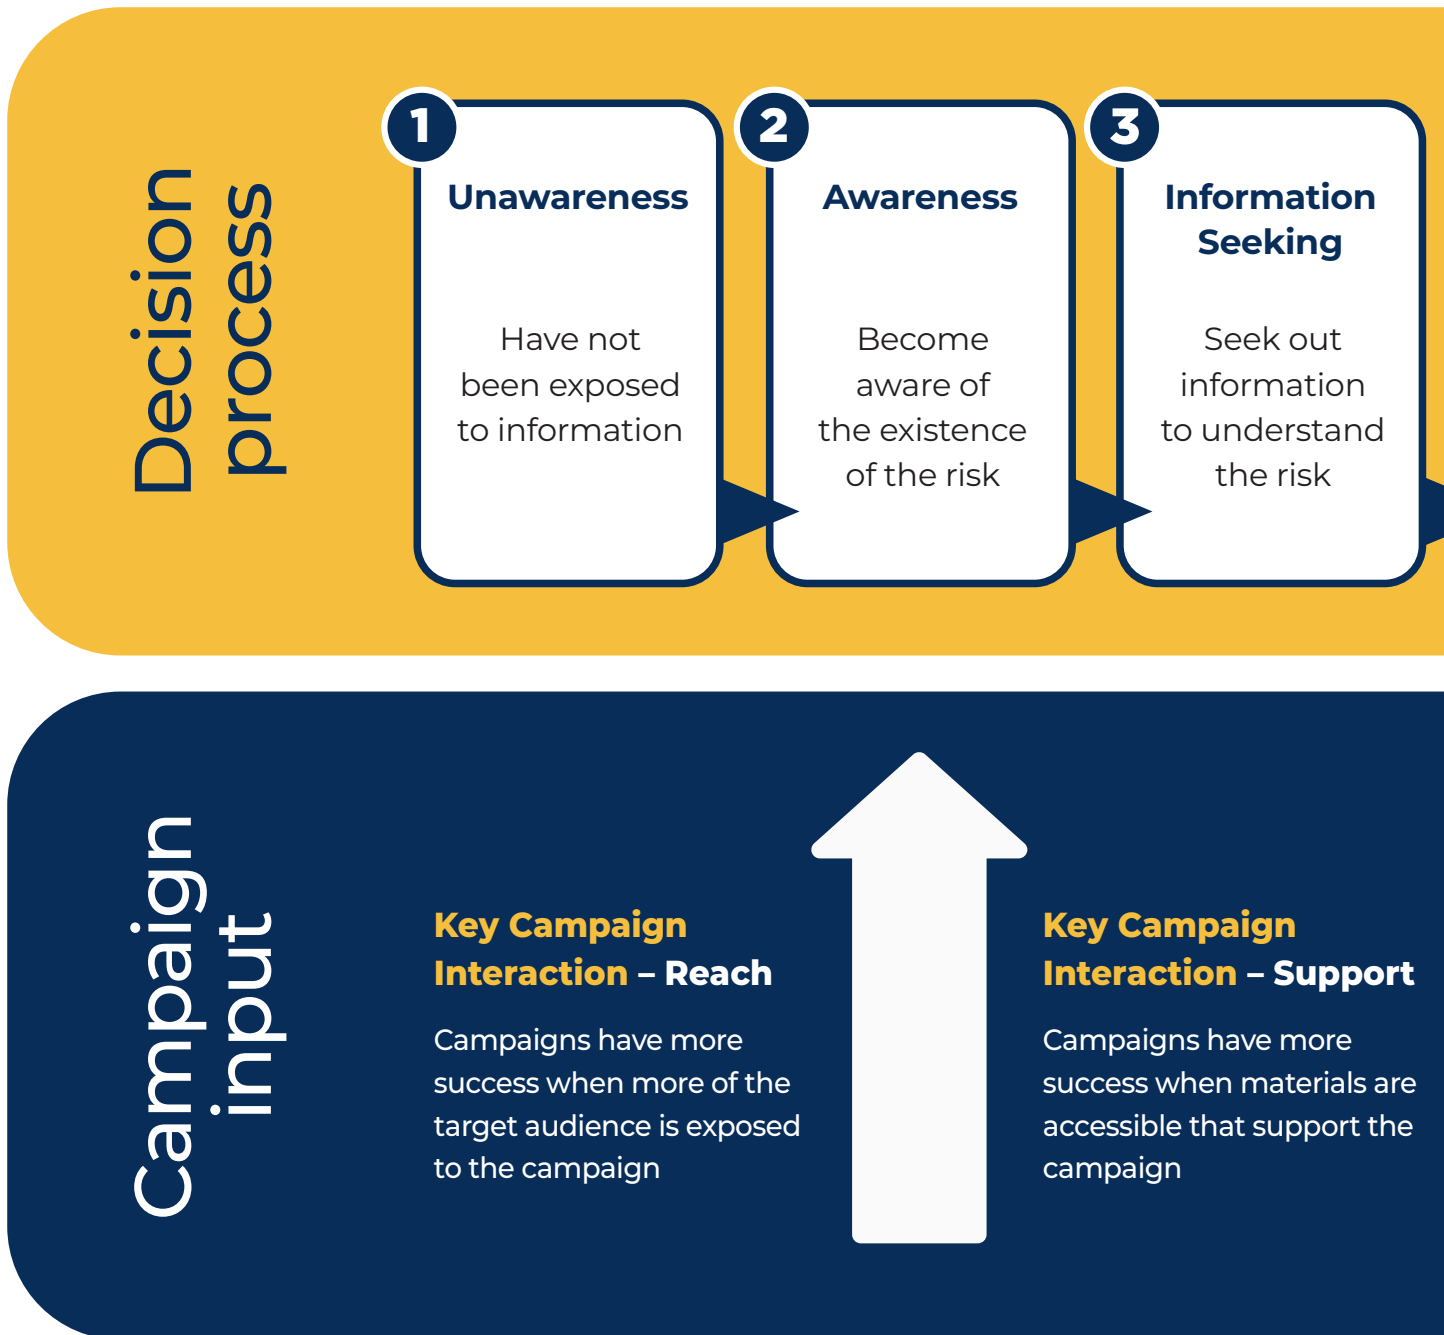 Decision
process
1
Unawareness
Have not
been exposed
to information
2
Awareness
Become
aware of
the existence
of the risk
3
Information
Seeking
Seek out
information
to understand
the risk
Campaign
input
Key Campaign
Interaction – Reach
Campaigns have more
success when more of the
target audience is exposed
to the campaign
Key Campaign
Interaction – Support
Campaigns have more
success when materials are
accessible that support the
campaign